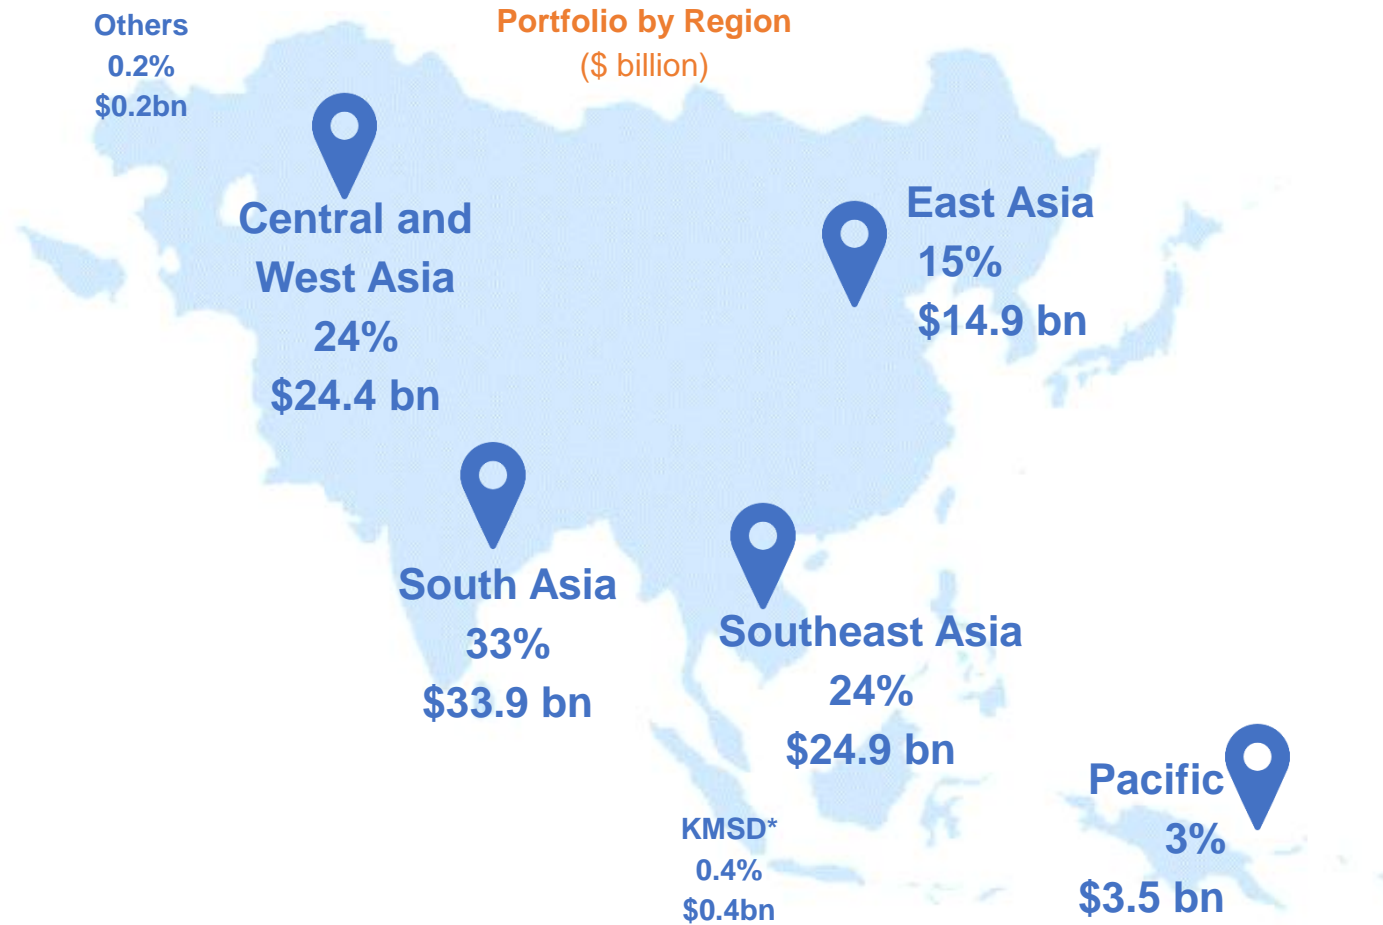 Portfolio by Region
($ billion)
Others
0.2%
$0.2bn
Central and
West Asia
24%
$24.4 bn
East Asia
15%
$14.9 bn
South Asia
33%
$33.9 bn
Southeast Asia
24%
$24.9 bn
Pacific
3%
$3.5 bn
KMSD*
0.4%
$0.4bn